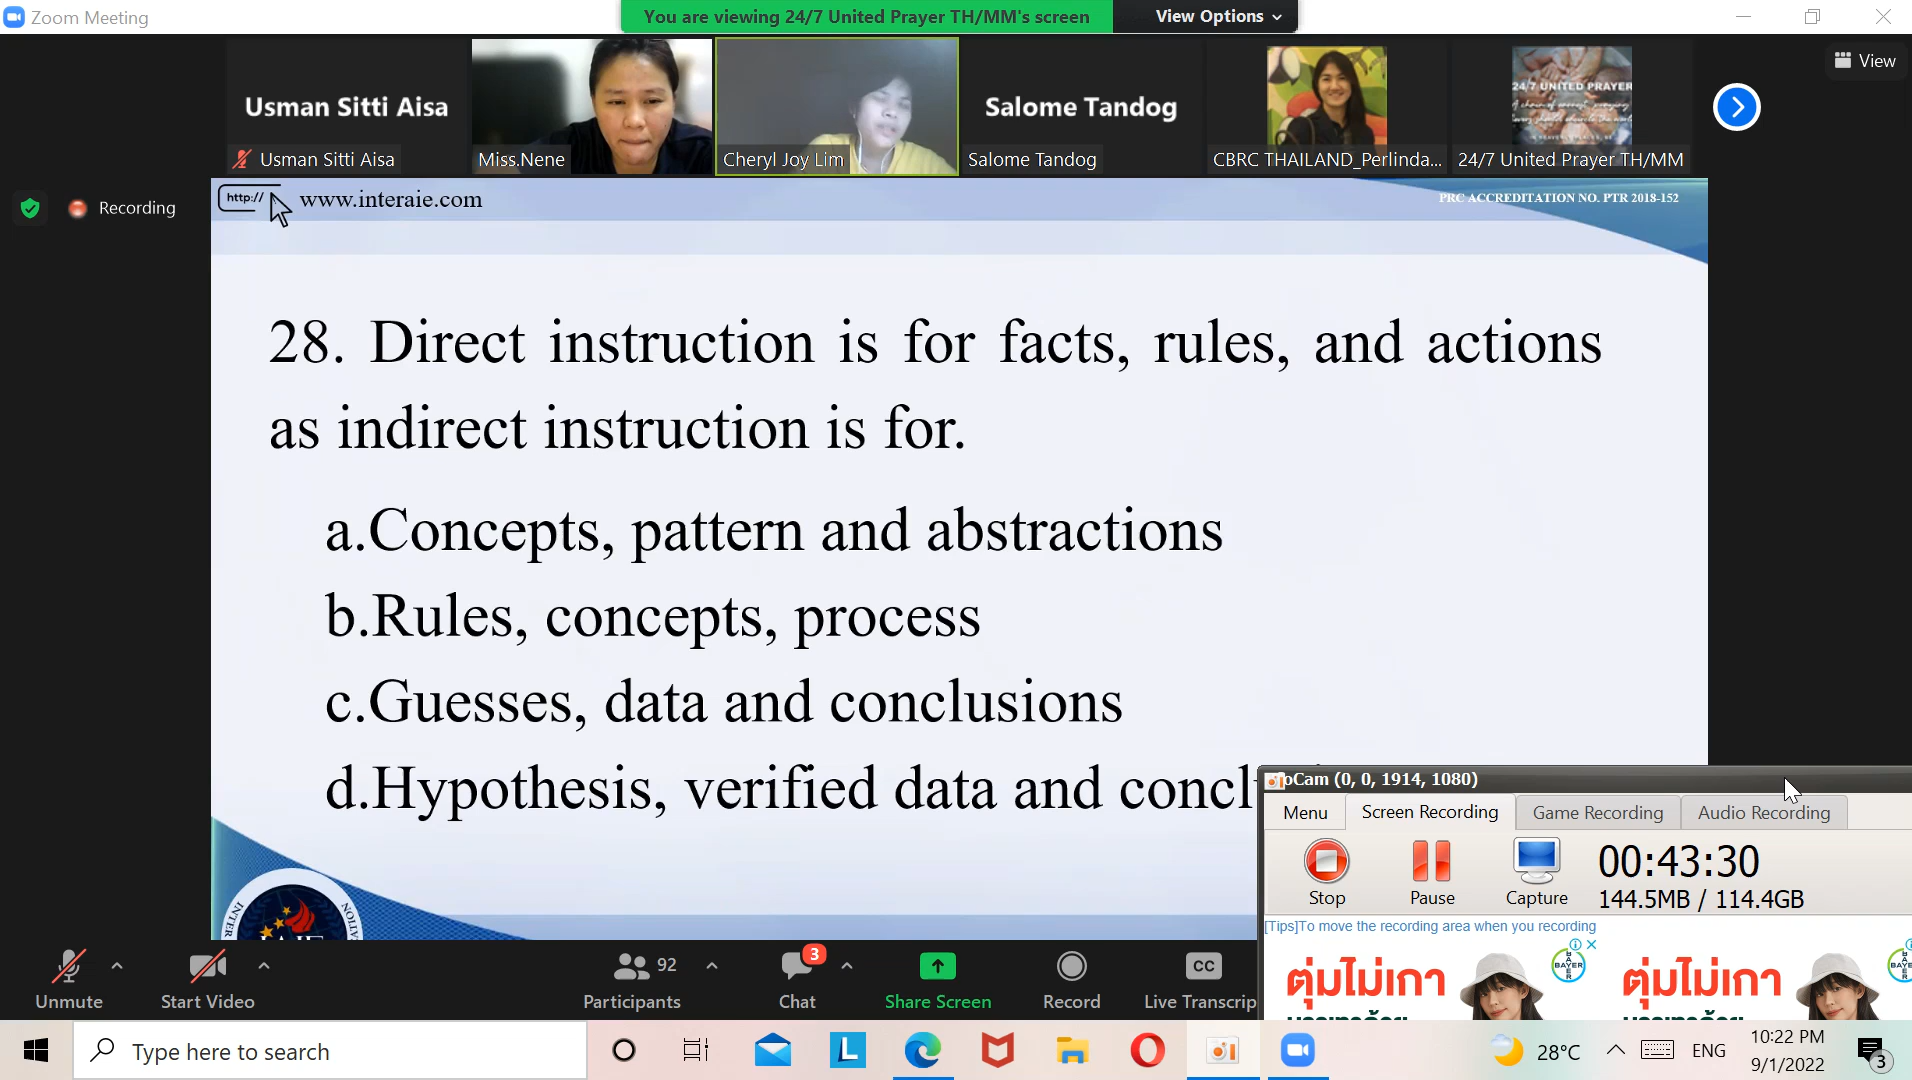 Zoom Meeting
You are viewing 24/7 United Prayer TH/MM's screen
View Options
View
Usman Sitti Aisa
Usman Sitti Aisa
Miss.Nene
Cheryl Joy Lim
Salome Tandog
Salome Tandog
CBRC THAILAND_Perlinda...
24/7 UNITED PRAYER
24/7 United Prayer TH/MM
Recording
http://
www.interaie.com
PRC ACCREDITATION NO. PTR 2018-152
28. Direct instruction is for facts, rules, and actions
as indirect instruction is for.
a.Concepts, pattern and abstractions
b.Rules, concepts, process
c.Guesses, data and conclusions
d.Hypothesis, verified data and concl
oCam (0, 0, 1914, 1080)
Menu
Screen Recording
Game Recording
Audio Recording
Stop
Pause
Capture
00:43:30
144.5MB / 114.4GB
[Tips]To move the recording area when you recording
ตุ่มไม่เกา
BAYER
ตุ่มไม่เกา
Unmute
Start Video
92
Participants
3
Chat
Share Screen
Record
CC
Live Transcrip
Type here to search
L
28°C
ENG
10:22 PM
9/1/2022
3